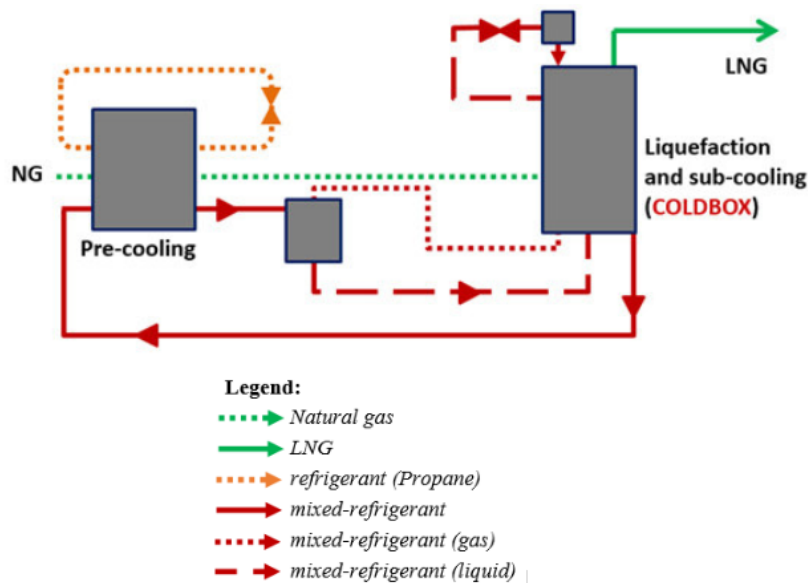 LNG
NG
Liquefaction
and sub-cooling
(COLDBOX)
Pre-cooling
Legend:
Natural gas
LNG
refrigerant (Propane)
mixed-refrigerant
mixed-refrigerant (gas)
mixed-refrigerant (liquid)